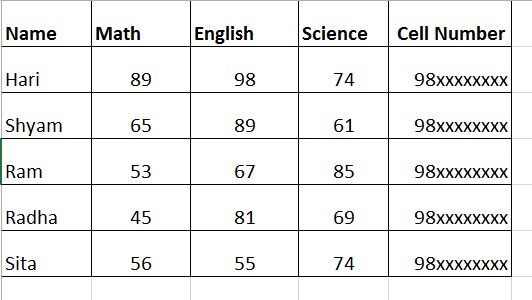 Name Math English Science Cell Number
Hari 89 98 74 98xxxxxxxx
Shyam 65 89 61 98xxxxxxxx
Ram 53 67 85 98xxxxxxxx
Radha 45 81 69 98xxxxxxxx
Sita 56 55 74 98xxxxxxxx